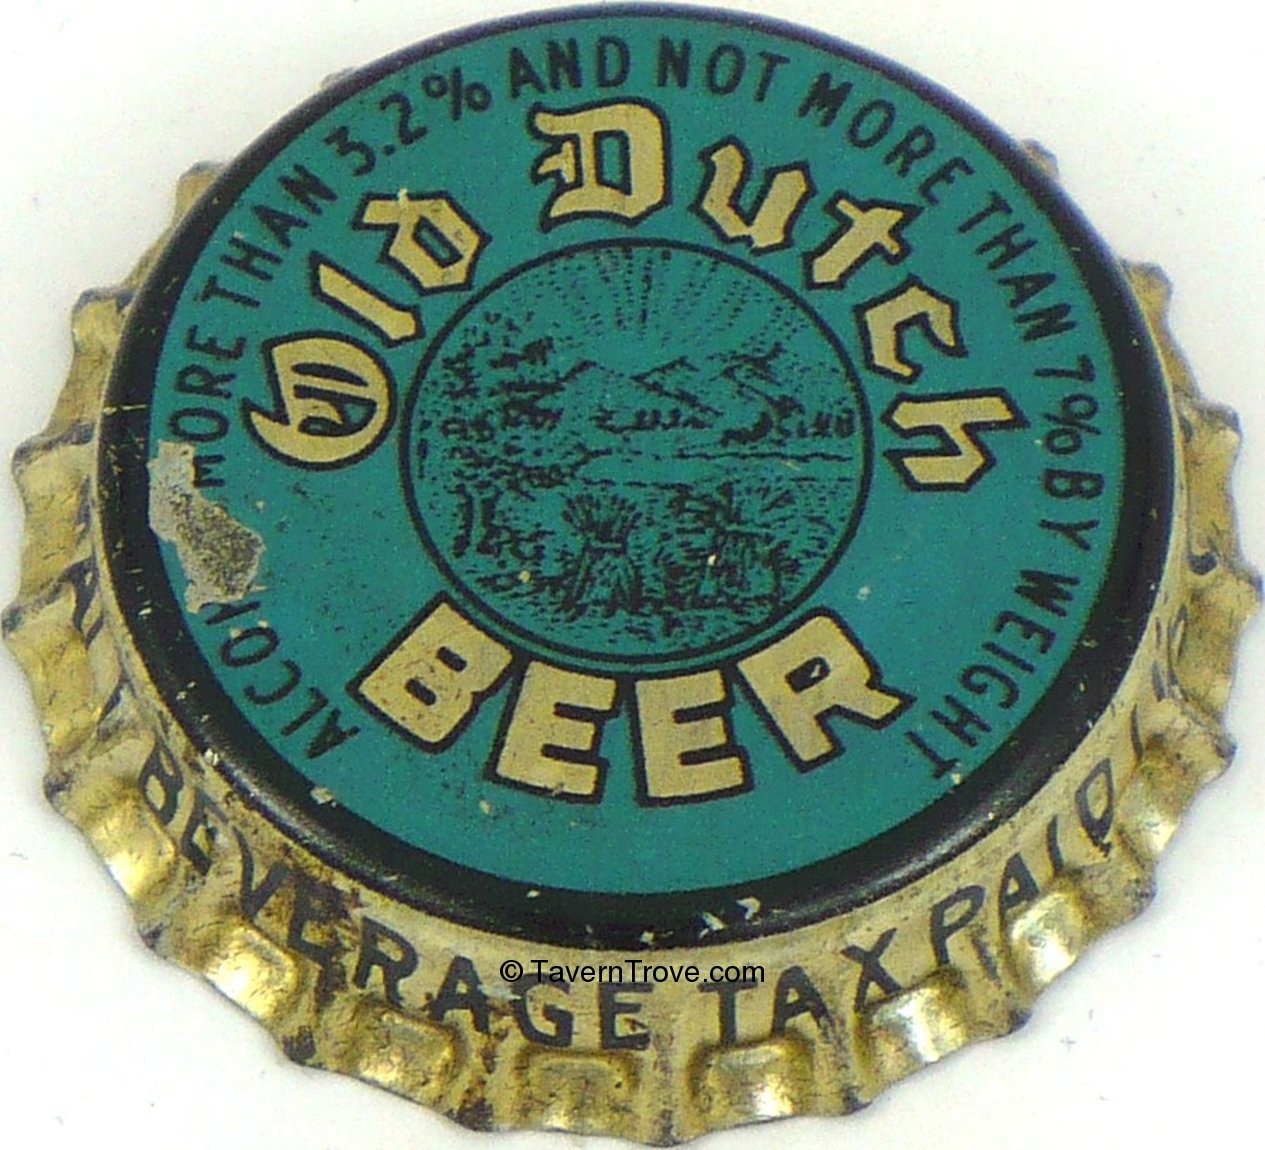 MORE THAN 3.2% AND NOT MORE THAN 7% BY WEIGHT
Old Dutch
BEER
BEVERAGE TAX PAID
© TavernTrove.com